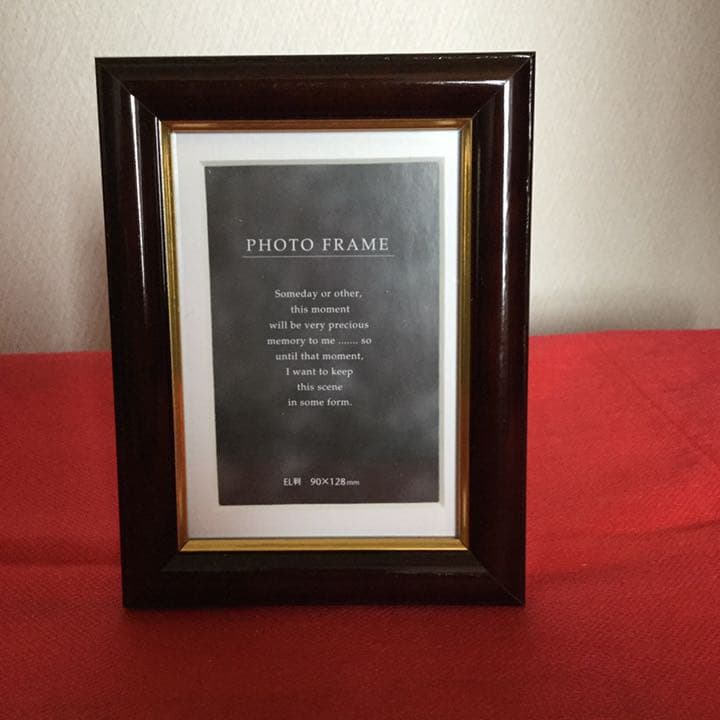 PHOTO FRAME
Someday or other,
this moment
will be very precious
memory to me ....... so
until that moment,
I want to keep
this scene
in some form.
EL判 90×128mm